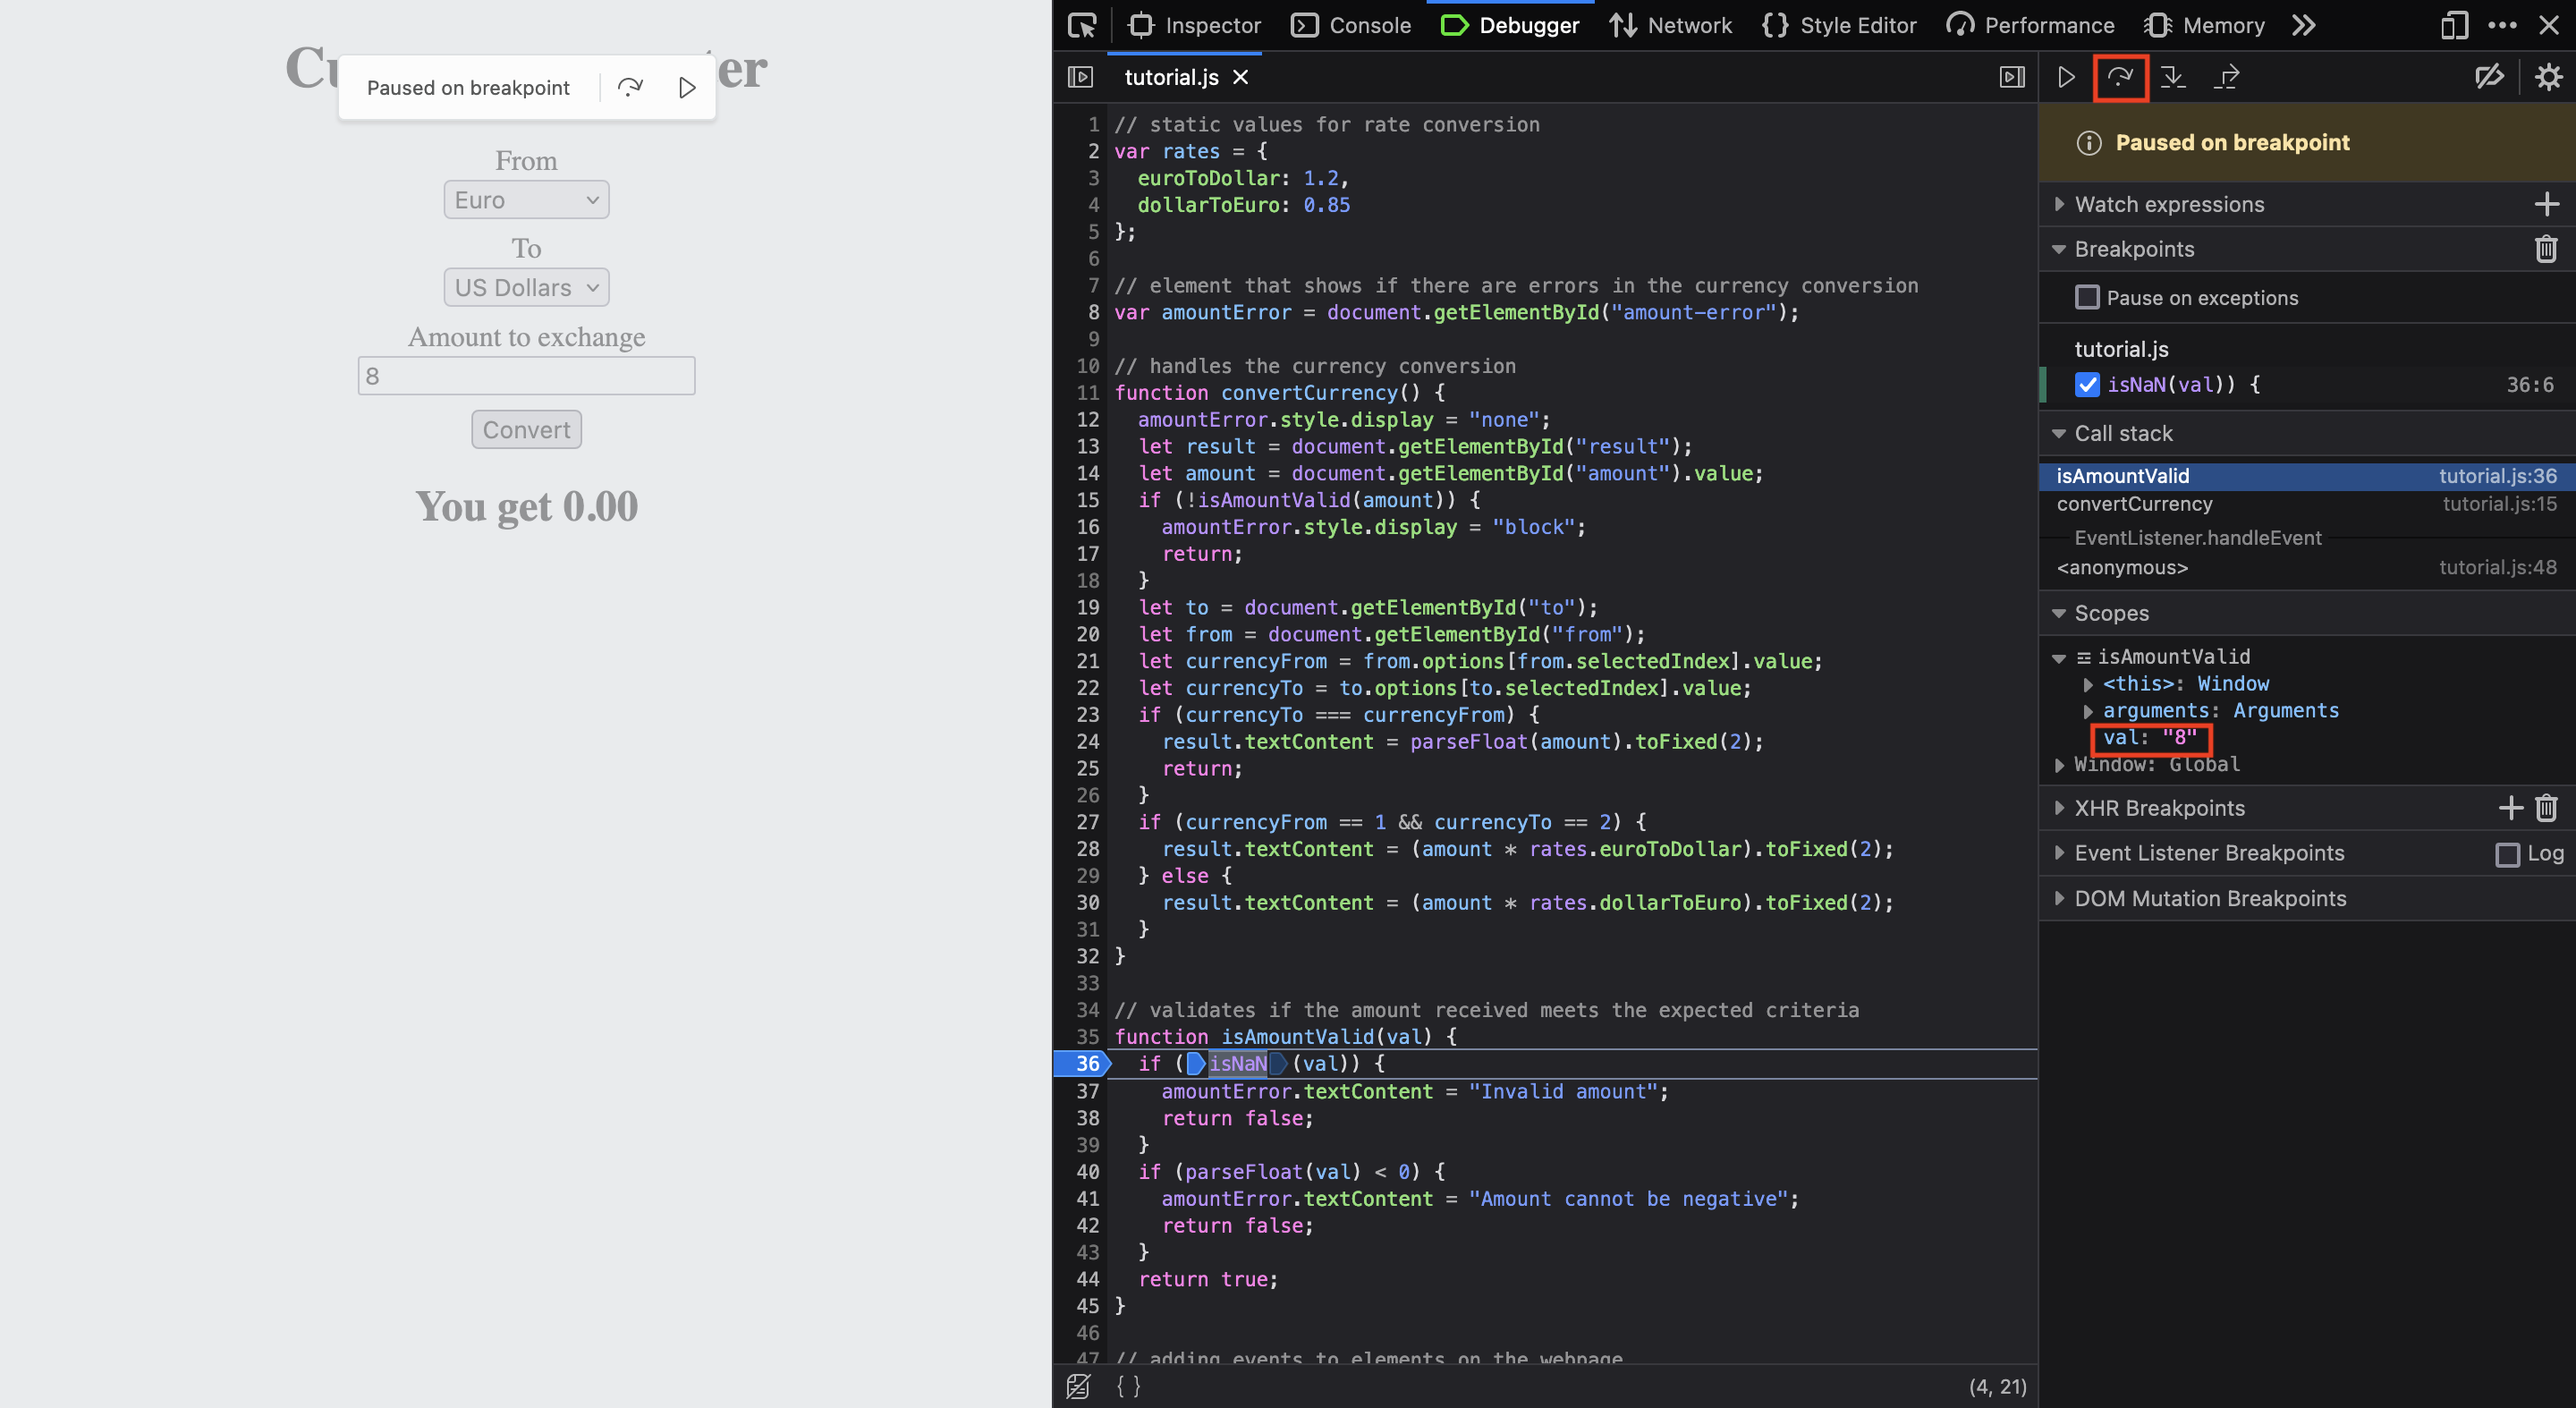 Paused on breakpoint
From
Euro
To
US Dollars
Amount to exchange
8
Convert
You get 0.00
Inspector
Console
Debugger
Network
Style Editor
Performance
Memory
tutorial.js
1 // static values for rate conversion
2 var rates = {
3 euroToDollar: 1.2,
4 dollarToEuro: 0.85
5 };
6
7 // element that shows if there are errors in the currency conversion
8 var amountError = document.getElementById("amount-error");
9
10 // handles the currency conversion
11 function convertCurrency() {
12 amountError.style.display = "none";
13 let result = document.getElementById("result");
14 let amount = document.getElementById("amount").value;
15 if (!isAmountValid(amount)) {
16 amountError.style.display = "block";
17 return;
18 }
19 let to = document.getElementById("to");
20 let from = document.getElementById("from");
21 let currencyFrom = from.options[from.selectedIndex].value;
22 let currencyTo = to.options[to.selectedIndex].value;
23 if (currencyTo === currencyFrom) {
24 result.textContent = parseFloat(amount).toFixed(2);
25 return;
26 }
27 if (currencyFrom == 1 && currencyTo == 2) {
28 result.textContent = (amount * rates.euroToDollar).toFixed(2);
29 } else {
30 result.textContent = (amount * rates.dollarToEuro).toFixed(2);
31 }
32 }
33
34 // validates if the amount received meets the expected criteria
35 function isAmountValid(val) {
36 if (isNaN(val)) {
37 amountError.textContent = "Invalid amount";
38 return false;
39 }
40 if (parseFloat(val) < 0) {
41 amountError.textContent = "Amount cannot be negative";
42 return false;
43 }
44 return true;
45 }
46
47 // adding events to elements on the webpage
{ }
(4, 21)
Paused on breakpoint
Watch expressions
Breakpoints
Pause on exceptions
tutorial.js
isNaN(val)) { 36:6
Call stack
isAmountValid tutorial.js:36
convertCurrency tutorial.js:15
EventListener.handleEvent
<anonymous> tutorial.js:48
Scopes
isAmountValid
<this>: Window
arguments: Arguments
val: "8"
Window: Global
XHR Breakpoints
Event Listener Breakpoints Log
DOM Mutation Breakpoints